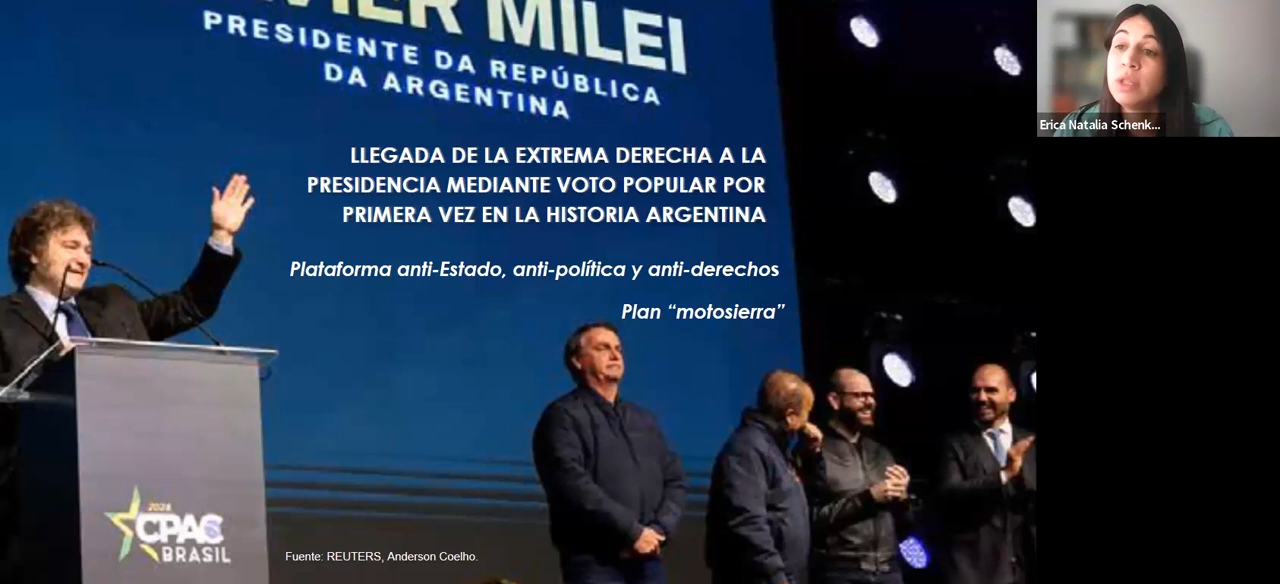 MILEI
PRESIDENTE DA REPÚBLICA
DA ARGENTINA
LLEGADA DE LA EXTREMA DERECHA A LA
PRESIDENCIA MEDIANTE VOTO POPULAR POR
PRIMERA VEZ EN LA HISTORIA ARGENTINA
Plataforma anti-Estado, anti-política y anti-derechos
Plan “motosierra”
2024
CPAC
BRASIL
Fuente: REUTERS, Anderson Coelho.
Erica Natalia Schenk...